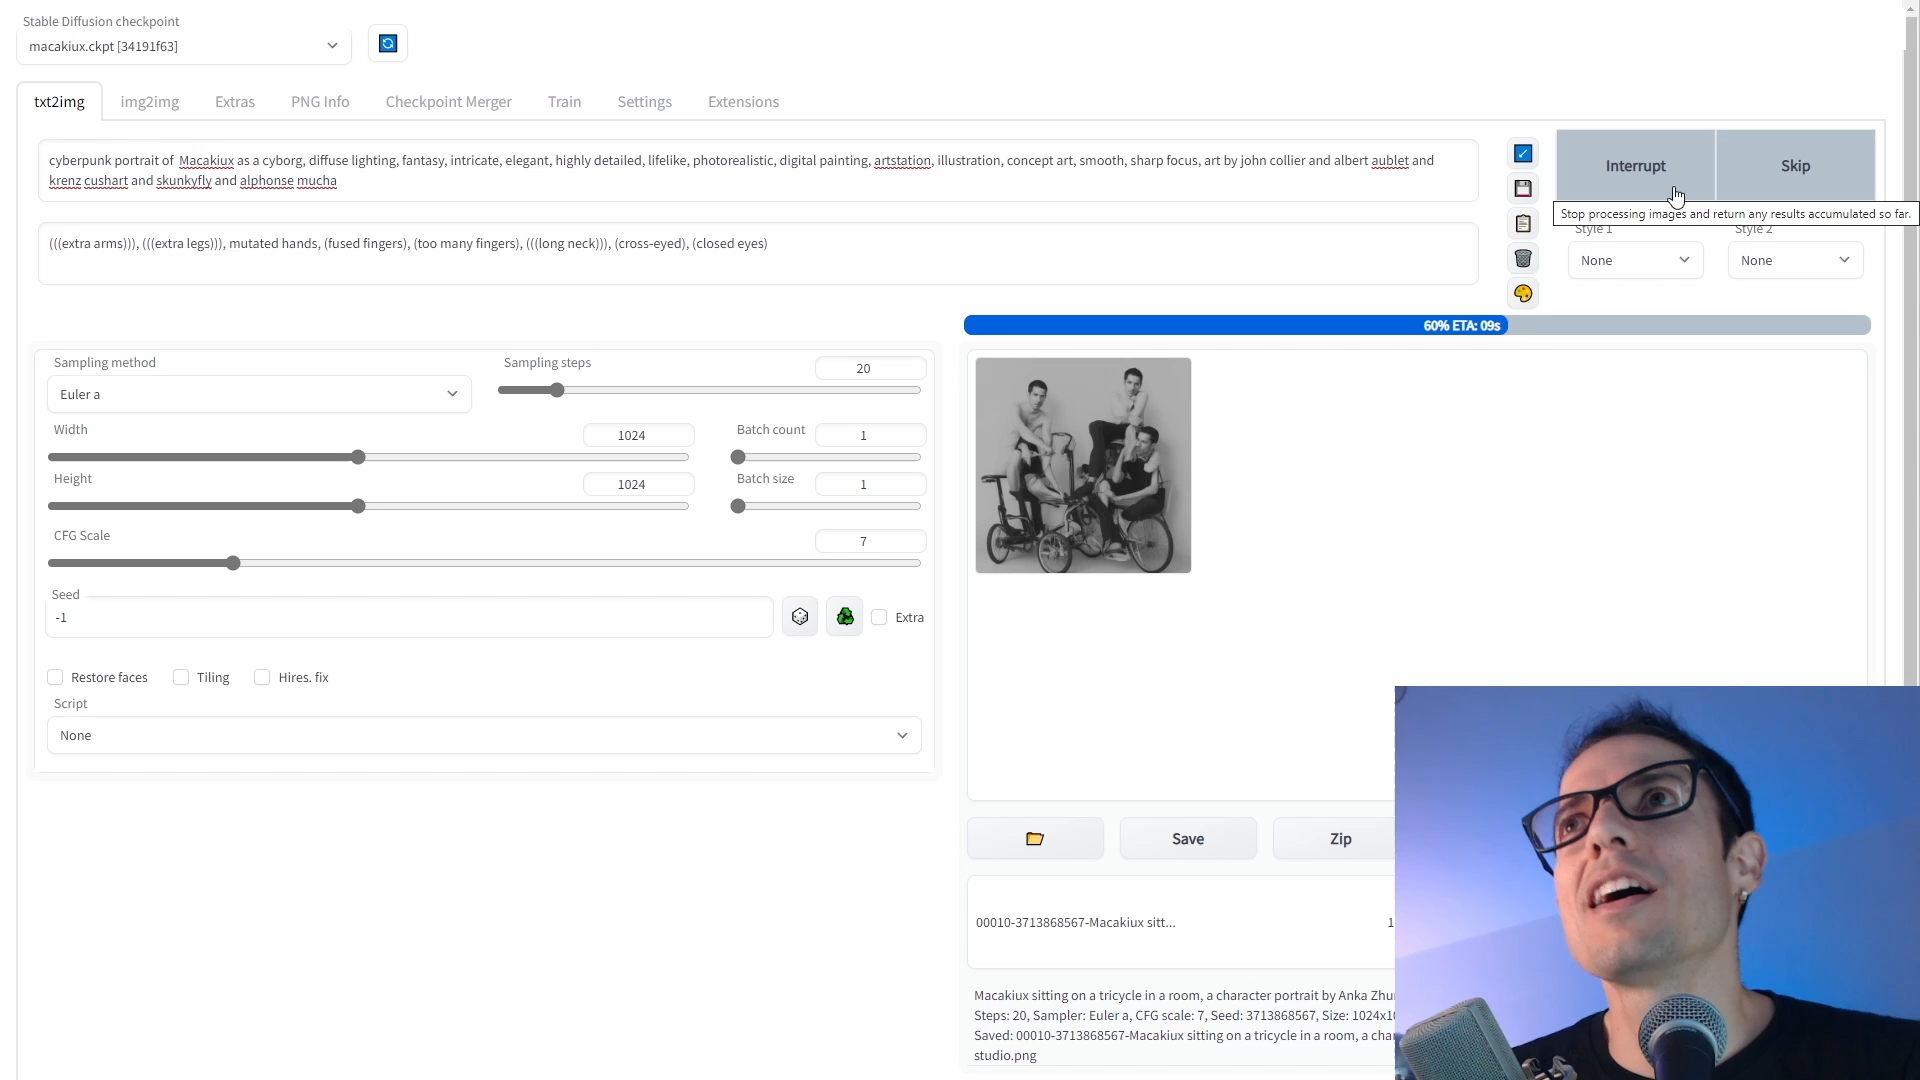 Stable Diffusion checkpoint
macakiux.ckpt [34191f63]
txt2img
img2img
Extras
PNG Info
Checkpoint Merger
Train
Settings
Extensions
cyberpunk portrait of Macakiux as a cyborg, diffuse lighting, fantasy, intricate, elegant, highly detailed, lifelike, photorealistic, digital painting, artstation, illustration, concept art, smooth, sharp focus, art by john collier and albert aublet and
krenz cushart and skunkyfly and alphonse mucha
Interrupt
Skip
Stop processing images and return any results accumulated so far.
(((extra arms))), (((extra legs))), mutated hands, (fused fingers), (too many fingers), (((long neck))), (cross-eyed), (closed eyes)
Style 1
Style 2
None
None
60% ETA: 09s
Sampling method
Euler a
Sampling steps
20
Width
1024
Batch count
1
Height
1024
Batch size
1
CFG Scale
7
Seed
-1
Extra
Restore faces
Tiling
Hires. fix
Script
None
Save
Zip
00010-3713868567-Macakiux sitt...
1
Macakiux sitting on a tricycle in a room, a character portrait by Anka Zhu
Steps: 20, Sampler: Euler a, CFG scale: 7, Seed: 3713868567, Size: 1024x1
Saved: 00010-3713868567-Macakiux sitting on a tricycle in a room, a cha
studio.png